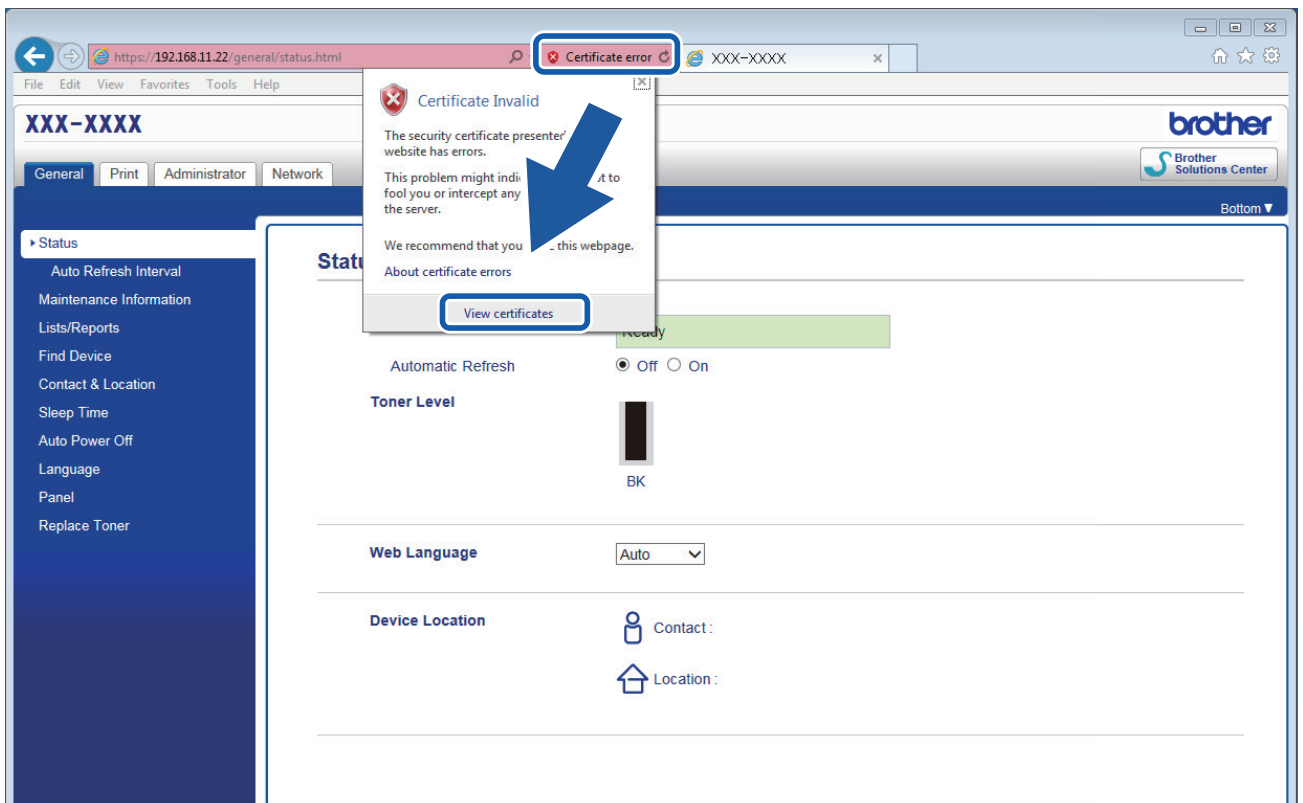 https://192.168.11.22/general/status.html
Certificate error
XXX-XXXX
File Edit View Favorites Tools Help
Certificate Invalid
The security certificate presented
website has errors.
This problem might to
fool you or intercept any
the server.
We recommend that you this webpage.
About certificate errors
View certificates
XXX-XXXX
brother
General Print Administrator Network
Brother
Solutions Center
Bottom▼
Status
Auto Refresh Interval
Maintenance Information
Lists/Reports
Find Device
Contact & Location
Sleep Time
Auto Power Off
Language
Panel
Replace Toner
Ready
Automatic Refresh Off On
Toner Level
BK
Web Language Auto
Device Location Contact :
Location :